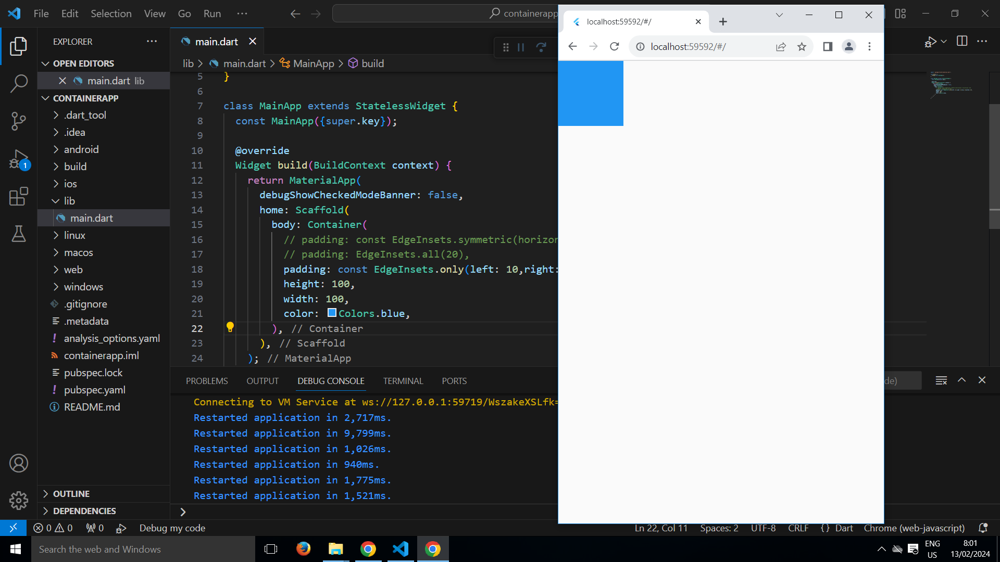 File Edit Selection View Go Run ···
containerapp
EXPLORER ···
OPEN EDITORS
main.dart lib
CONTAINERAPP
.dart_tool
.idea
android
build
ios
lib
main.dart
linux
macos
web
windows
.gitignore
.metadata
analysis_options.yaml
containerapp.iml
pubspec.lock
pubspec.yaml
README.md
OUTLINE
DEPENDENCIES
1
main.dart
lib > main.dart > MainApp > build
5 }
6
7 class MainApp extends StatelessWidget {
8 const MainApp({super.key});
9
10 @override
11 Widget build(BuildContext context) {
12 return MaterialApp(
13 debugShowCheckedModeBanner: false,
14 home: Scaffold(
15 body: Container(
16 // padding: const EdgeInsets.symmetric(horizon
17 // padding: EdgeInsets.all(20),
18 padding: const EdgeInsets.only(left: 10,right:
19 height: 100,
20 width: 100,
21 color: Colors.blue,
22 ), // Container
23 ), // Scaffold
24 ); // MaterialApp
PROBLEMS OUTPUT DEBUG CONSOLE TERMINAL PORTS
de)
Connecting to VM Service at ws://127.0.0.1:59719/WszakeXSLfk=
Restarted application in 2,717ms.
Restarted application in 9,799ms.
Restarted application in 1,026ms.
Restarted application in 940ms.
Restarted application in 1,775ms.
Restarted application in 1,521ms.
>
localhost:59592/#/
localhost:59592/#/
0 0 0 Debug my code
Ln 22, Col 11 Spaces: 2 UTF-8 CRLF {} Dart Chrome (web-javascript)
Search the web and Windows
ENG
US
8:01
13/02/2024